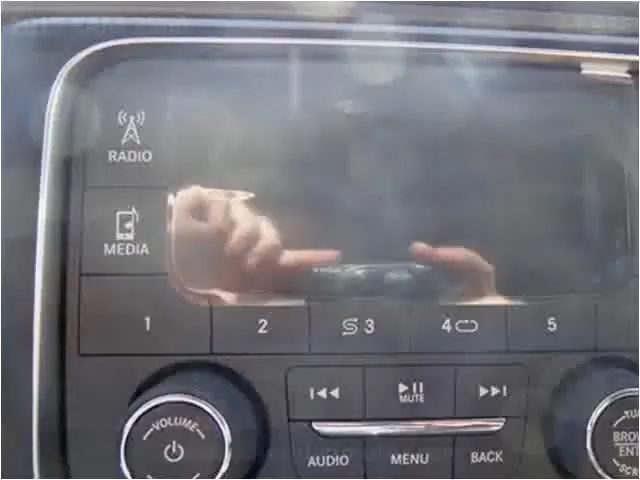 RADIO
MEDIA
1 2 3 4 5
MUTE
VOLUME
AUDIO MENU BACK